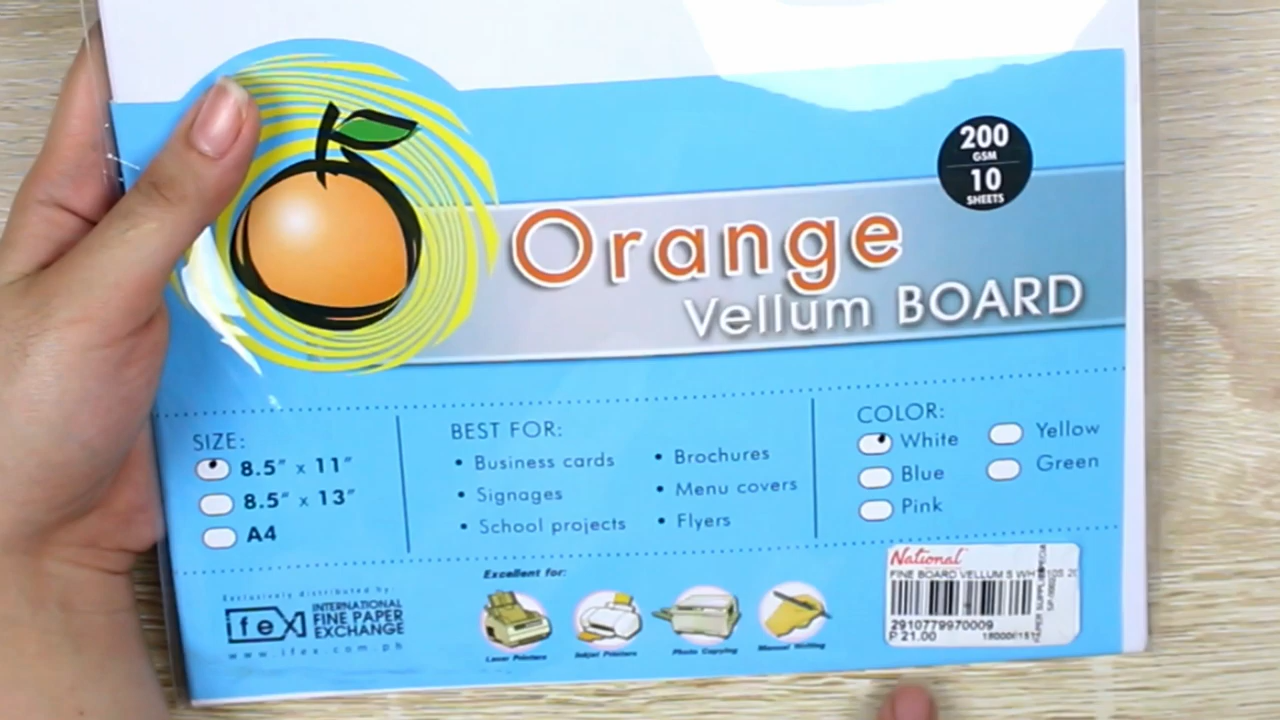 200
GSM
10
SHEETS
Orange
Vellum BOARD
SIZE:
8.5" x 11"
8.5" x 13"
A4
BEST FOR:
• Business cards
• Signages
• School projects
• Brochures
• Menu covers
• Flyers
COLOR:
White
Blue
Pink
Yellow
Green
Exclusively distributed by:
ifex
INTERNATIONAL
FINE PAPER
EXCHANGE
www.ifex.com.ph
Excellent for:
Laser Printers
Inkjet Printers
Photo Copying
Manual Writing
National
FINE BOARD VELLUM S WH 10S 20
2910779970009
P 21.00